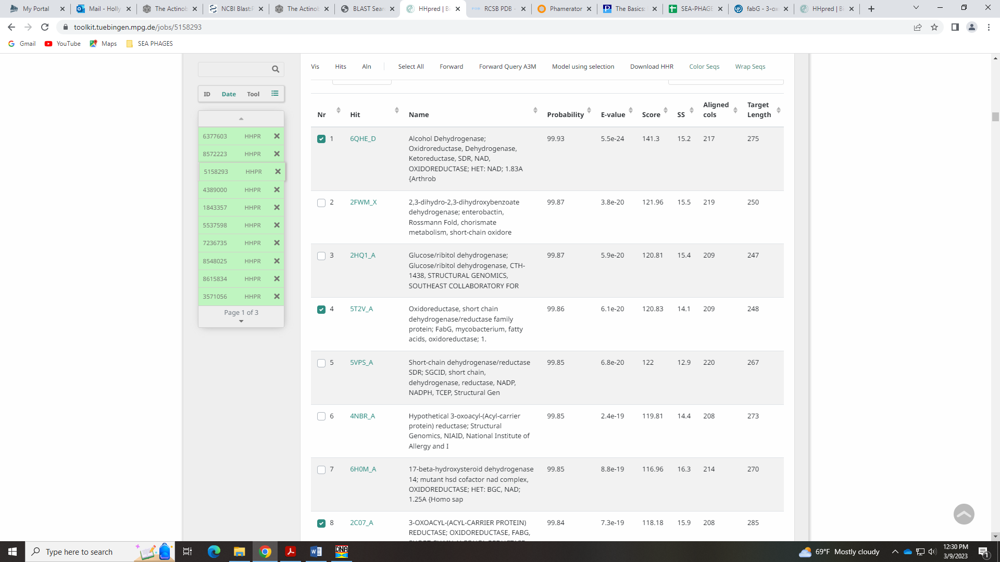 My Portal
Mail - Holly
The Actinob
NCBI BlastP
The Actinob
BLAST Sear
HHpred | Bi
RCSB PDB -
Phamerator
The Basics:
SEA-PHAGE
fabG - 3-ox
HHpred | Bi
toolkit.tuebingen.mpg.de/jobs/5158293
Gmail
YouTube
Maps
SEA PHAGES
Vis Hits Aln Select All Forward Forward Query A3M Model using selection Download HHR Color Seqs Wrap Seqs
ID Date Tool
6377603 HHPR
8572223 HHPR
5158293 HHPR
4389000 HHPR
1843357 HHPR
5537598 HHPR
7236735 HHPR
8548025 HHPR
8615834 HHPR
3571056 HHPR
Page 1 of 3
Nr Hit Name Probability E-value Score SS Aligned cols Target Length
1 6QHE_D Alcohol Dehydrogenase; 99.93 5.5e-24 141.3 15.2 217 275
Oxidroreductase, Dehydrogenase,
Ketoreductase, SDR, NAD,
OXIDOREDUCTASE; HET: NAD; 1.83A
{Arthrob
2 2FWM_X 2,3-dihydro-2,3-dihydroxybenzoate 99.87 3.8e-20 121.96 15.5 219 250
dehydrogenase; enterobactin,
Rossmann Fold, chorismate
metabolism, short-chain oxidore
3 2HQ1_A Glucose/ribitol dehydrogenase; 99.87 5.9e-20 120.81 15.4 209 247
Glucose/ribitol dehydrogenase, CTH-
1438, STRUCTURAL GENOMICS,
SOUTHEAST COLLABORATORY FOR
4 5T2V_A Oxidoreductase, short chain 99.86 6.1e-20 120.83 14.1 209 248
dehydrogenase/reductase family
protein; FabG, mycobacterium, fatty
acids, oxidoreductase; 1.
5 5VPS_A Short-chain dehydrogenase/reductase 99.85 6.8e-20 122 12.9 220 267
SDR; SGCID, short chain,
dehydrogenase, reductase, NADP,
NADPH, TCEP, Structural Gen
6 4NBR_A Hypothetical 3-oxoacyl-(Acyl-carrier 99.85 2.4e-19 119.81 14.4 208 273
protein) reductase; Structural
Genomics, NIAID, National Institute of
Allergy and I
7 6H0M_A 17-beta-hydroxysteroid dehydrogenase 99.85 8.8e-19 116.96 16.3 214 270
14; mutant hsd cofactor nad complex,
OXIDOREDUCTASE; HET: BGC, NAD;
1.25A {Homo sap
8 2C07_A 3-OXOACYL-(ACYL-CARRIER PROTEIN) 99.84 7.3e-19 118.18 15.9 208 285
REDUCTASE; OXIDOREDUCTASE, FABG,
Type here to search
DNA
69°F Mostly cloudy
12:30 PM
3/9/2023
1